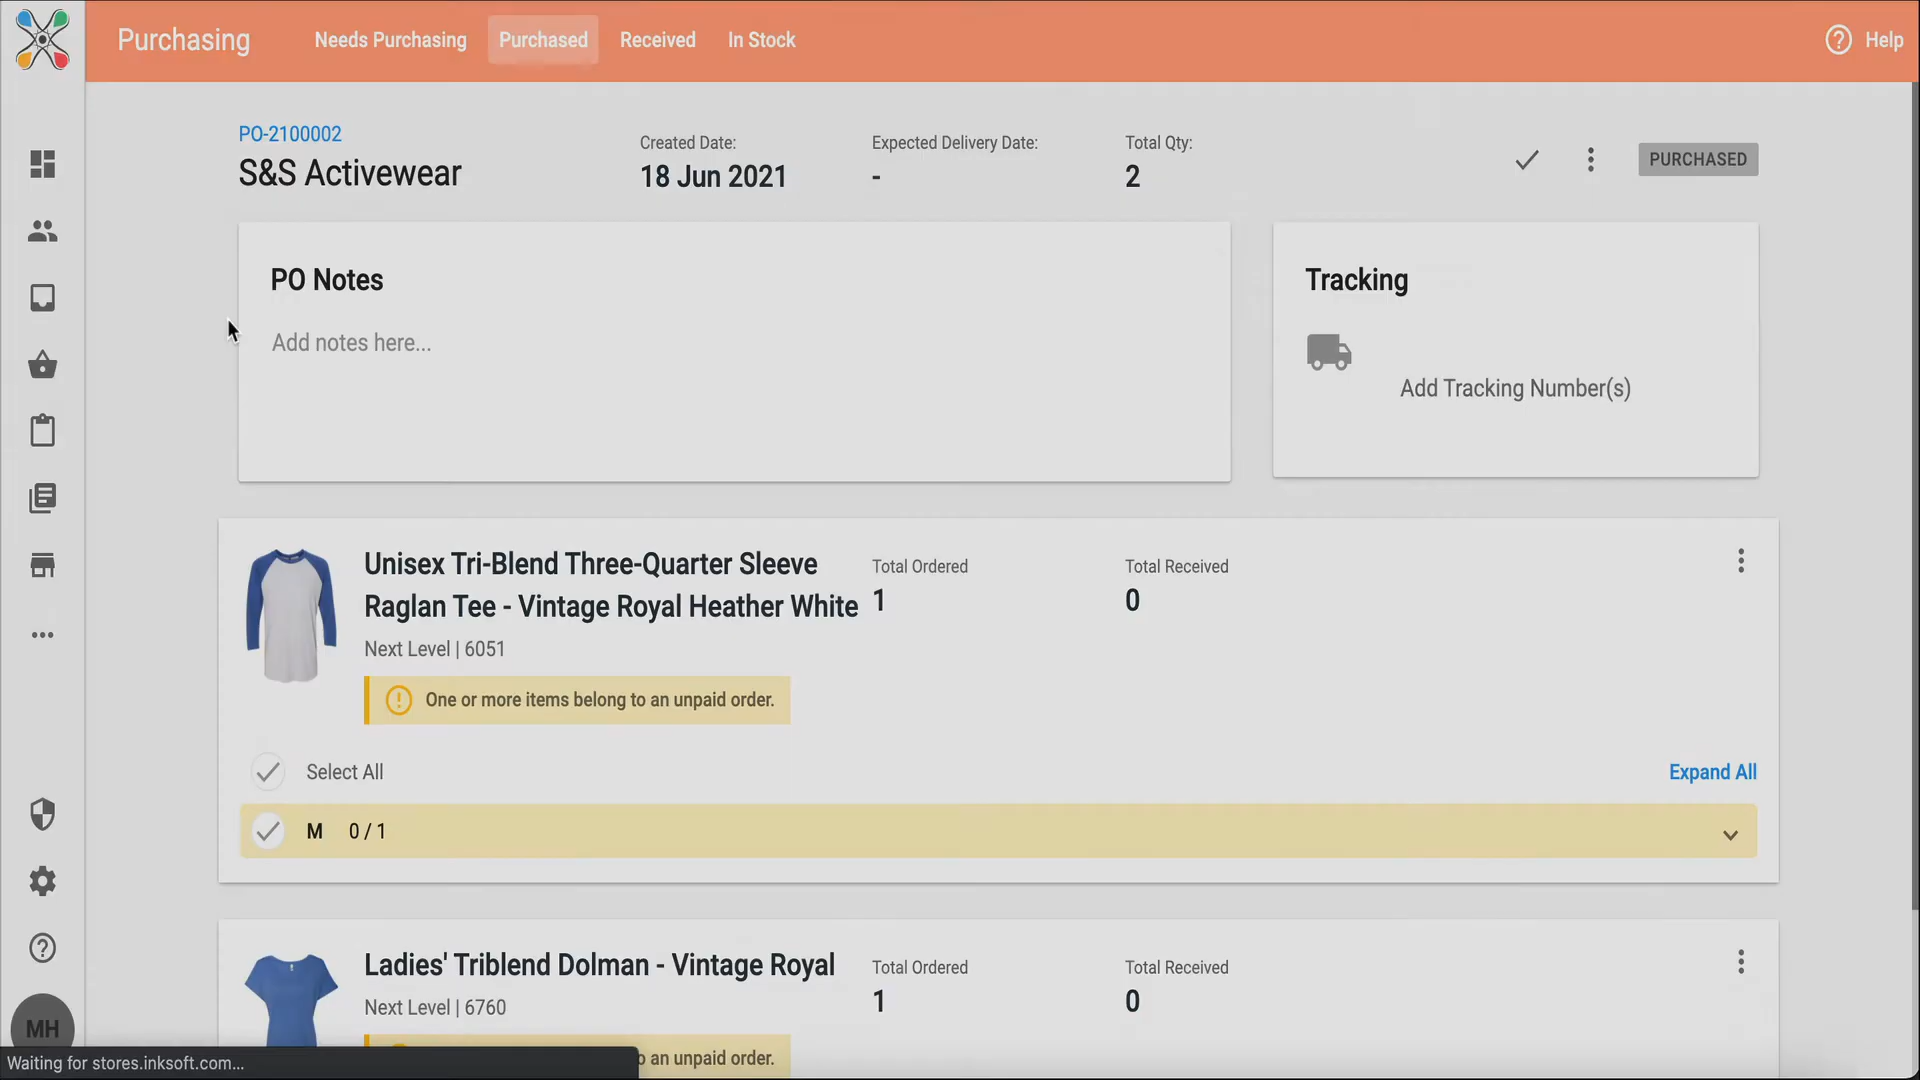 Purchasing
Needs Purchasing
Purchased
Received
In Stock
Help
PO-2100002
S&S Activewear
Created Date:
18 Jun 2021
Expected Delivery Date:
-
Total Qty:
2
PURCHASED
PO Notes
Add notes here...
Tracking
Add Tracking Number(s)
Unisex Tri-Blend Three-Quarter Sleeve
Raglan Tee - Vintage Royal Heather White
Next Level | 6051
Total Ordered
1
Total Received
0
One or more items belong to an unpaid order.
Select All
Expand All
M 0 / 1
Ladies' Triblend Dolman - Vintage Royal
Next Level | 6760
Total Ordered
1
Total Received
0
an unpaid order.
MH
Waiting for stores.inksoft.com...